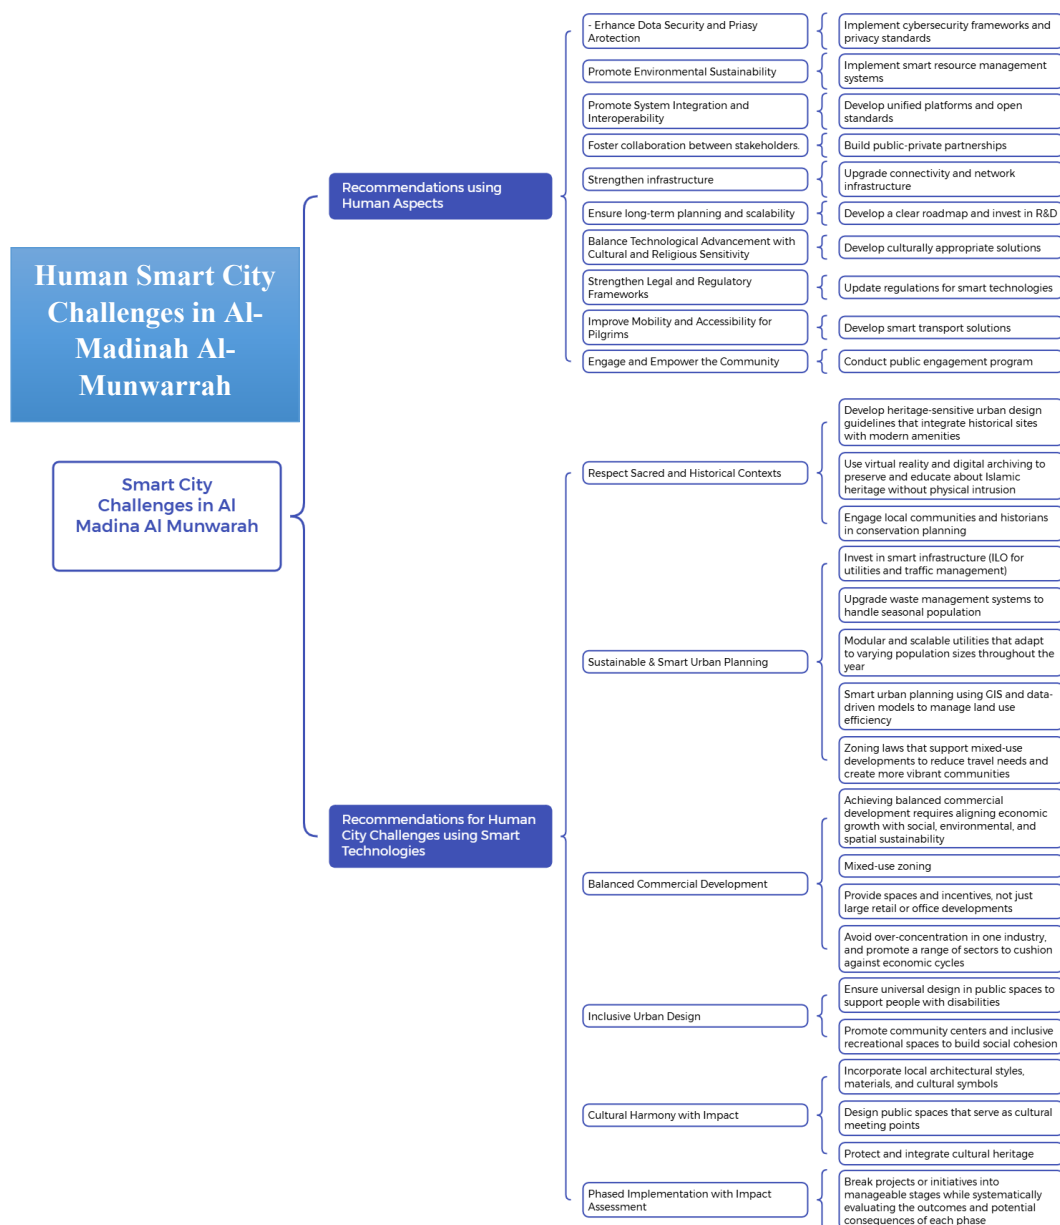 Human Smart City
Challenges in Al-
Madinah Al-
Munwarrah
Smart City
Challenges in Al
Madina Al Munwarah
Recommendations using
Human Aspects
- Erhance Dota Security and Priasy
Arotection
Implement cybersecurity frameworks and
privacy standards
Promote Environmental Sustainability
Implement smart resource management
systems
Promote System Integration and
Interoperability
Develop unified platforms and open
standards
Foster collaboration between stakeholders.
Build public-private partnerships
Strengthen infrastructure
Upgrade connectivity and network
infrastructure
Ensure long-term planning and scalability
Develop a clear roadmap and invest in R&D
Balance Technological Advancement with
Cultural and Religious Sensitivity
Develop culturally appropriate solutions
Strengthen Legal and Regulatory
Frameworks
Update regulations for smart technologies
Improve Mobility and Accessibility for
Pilgrims
Develop smart transport solutions
Engage and Empower the Community
Conduct public engagement program
Recommendations for Human
City Challenges using Smart
Technologies
Respect Sacred and Historical Contexts
Develop heritage-sensitive urban design
guidelines that integrate historical sites
with modern amenities
Use virtual reality and digital archiving to
preserve and educate about Islamic
heritage without physical intrusion
Engage local communities and historians
in conservation planning
Sustainable & Smart Urban Planning
Invest in smart infrastructure (ILO for
utilities and traffic management)
Upgrade waste management systems to
handle seasonal population
Modular and scalable utilities that adapt
to varying population sizes throughout the
year
Smart urban planning using GIS and data-
driven models to manage land use
efficiency
Zoning laws that support mixed-use
developments to reduce travel needs and
create more vibrant communities
Balanced Commercial Development
Achieving balanced commercial
development requires aligning economic
growth with social, environmental, and
spatial sustainability
Mixed-use zoning
Provide spaces and incentives, not just
large retail or office developments
Avoid over-concentration in one industry,
and promote a range of sectors to cushion
against economic cycles
Inclusive Urban Design
Ensure universal design in public spaces to
support people with disabilities
Promote community centers and inclusive
recreational spaces to build social cohesion
Cultural Harmony with Impact
Incorporate local architectural styles,
materials, and cultural symbols
Design public spaces that serve as cultural
meeting points
Protect and integrate cultural heritage
Phased Implementation with Impact
Assessment
Break projects or initiatives into
manageable stages while systematically
evaluating the outcomes and potential
consequences of each phase